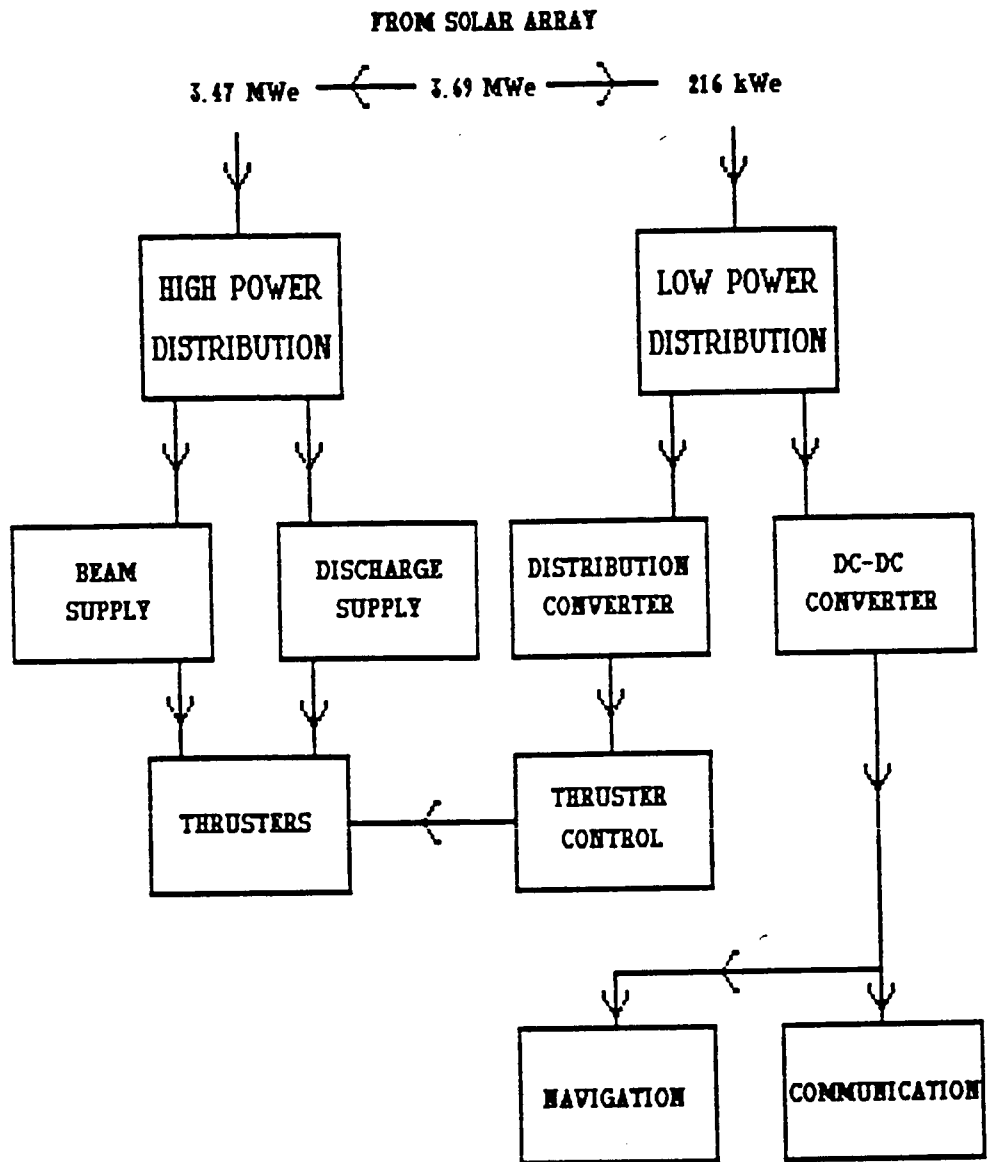 FROM SOLAR ARRAY
3.47 MWe 3.69 MWe 216 kWe
HIGH POWER
DISTRIBUTION
LOW POWER
DISTRIBUTION
BEAM
SUPPLY
DISCHARGE
SUPPLY
DISTRIBUTION
CONVERTER
DC-DC
CONVERTER
THRUSTERS
THRUSTER
CONTROL
NAVIGATION
COMMUNICATION